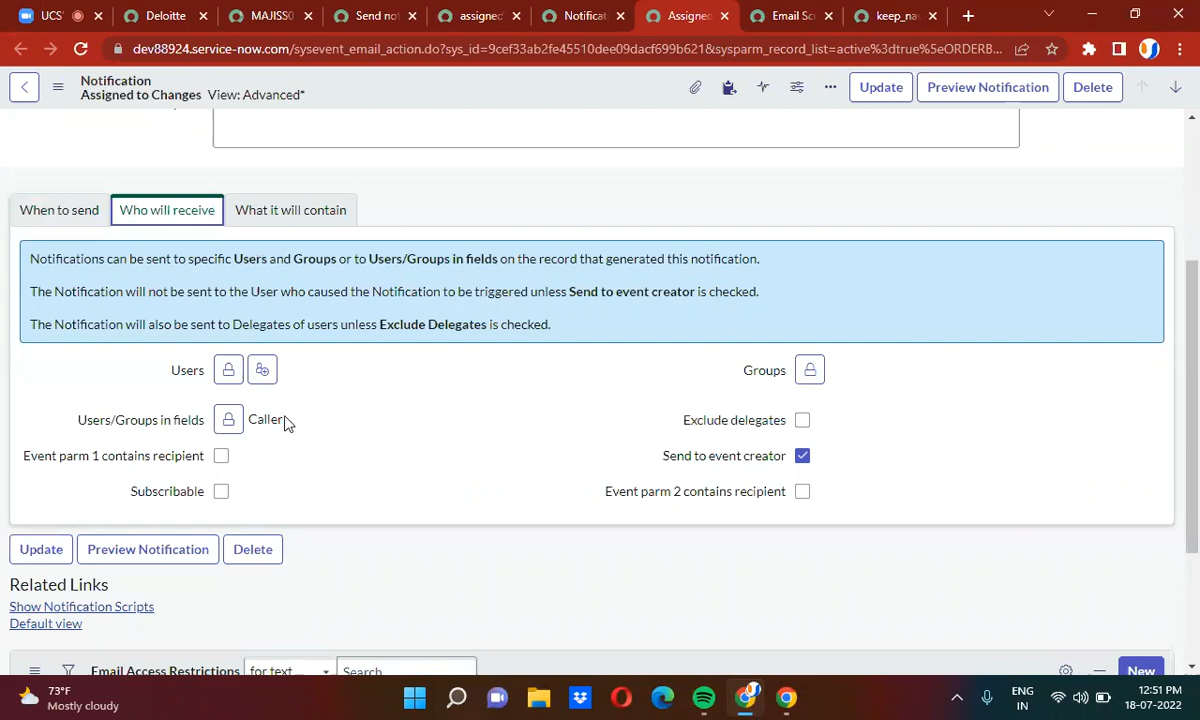 UCS'
Deloitte
MAJISS0
Send no
assigned
Notificat
Assigned
Email Sc
keep_na
dev88924.service-now.com/sysevent_email_action.do?sys_id=9cef33ab2fe45510dee09dacf699b621&sysparm_record_list=active%3dtrue%5eORDERB...
Notification
Assigned to Changes View: Advanced*
Update
Preview Notification
Delete
When to send
Who will receive
What it will contain
Notifications can be sent to specific Users and Groups or to Users/Groups in fields on the record that generated this notification.
The Notification will not be sent to the User who caused the Notification to be triggered unless Send to event creator is checked.
The Notification will also be sent to Delegates of users unless Exclude Delegates is checked.
Users
Groups
Users/Groups in fields
Caller
Exclude delegates
Event parm 1 contains recipient
Send to event creator
Subscribable
Event parm 2 contains recipient
Update
Preview Notification
Delete
Related Links
Show Notification Scripts
Default view
Email Access Restrictions
for text
Search
New
73°F
Mostly cloudy
ENG
IN
12:51 PM
18-07-2022